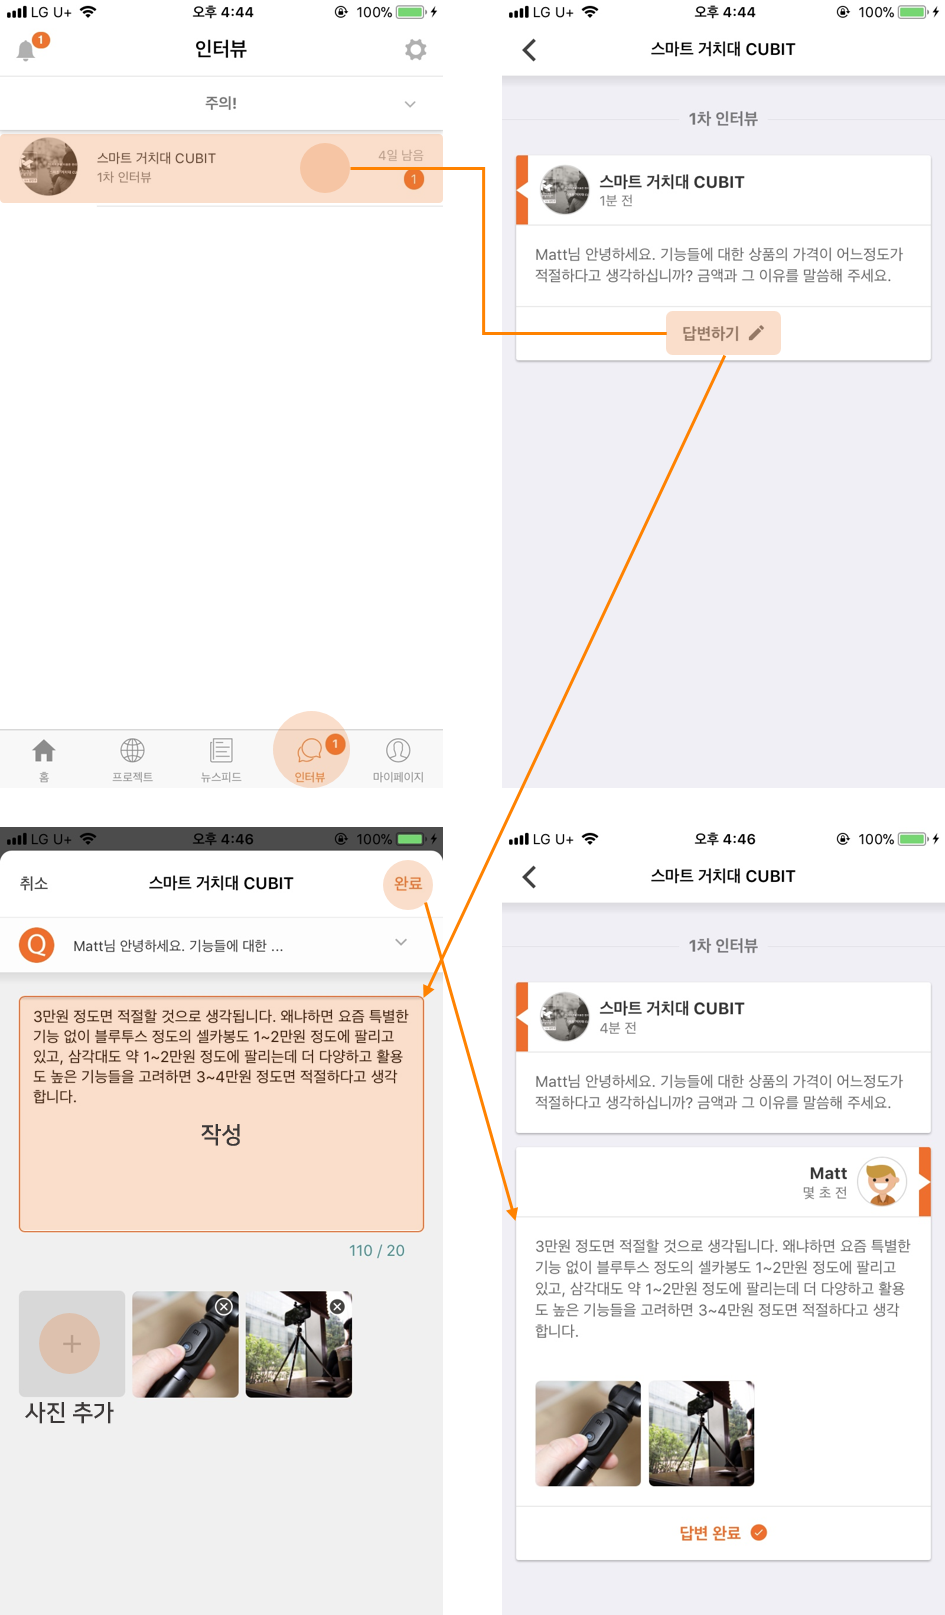 LG U+ 오후 4:44 100%
1
인터뷰
주의!
스마트 거치대 CUBIT
4일 남음
1차 인터뷰
1
1
홈
프로젝트
뉴스피드
인터뷰
마이페이지
LG U+ 오후 4:44 100%
스마트 거치대 CUBIT
1차 인터뷰
스마트 거치대 CUBIT
1분 전
Matt님 안녕하세요. 기능들에 대한 상품의 가격이 어느정도가
적절하다고 생각하십니까? 금액과 그 이유를 말씀해 주세요.
답변하기
LG U+ 오후 4:46 100%
취소
스마트 거치대 CUBIT
완료
Q
Matt님 안녕하세요. 기능들에 대한 ...
3만원 정도면 적절할 것으로 생각됩니다. 왜냐하면 요즘 특별한
기능 없이 블루투스 정도의 셀카봉도 1~2만원 정도에 팔리고
있고, 삼각대도 약 1~2만원 정도에 팔리는데 더 다양하고 활용
도 높은 기능들을 고려하면 3~4만원 정도면 적절하다고 생각
합니다.
작성
110 / 20
사진 추가
LG U+ 오후 4:46 100%
스마트 거치대 CUBIT
1차 인터뷰
스마트 거치대 CUBIT
4분 전
Matt님 안녕하세요. 기능들에 대한 상품의 가격이 어느정도가
적절하다고 생각하십니까? 금액과 그 이유를 말씀해 주세요.
Matt
몇 초 전
3만원 정도면 적절할 것으로 생각됩니다. 왜냐하면 요즘 특별한
기능 없이 블루투스 정도의 셀카봉도 1~2만원 정도에 팔리고
있고, 삼각대도 약 1~2만원 정도에 팔리는데 더 다양하고 활용
도 높은 기능들을 고려하면 3~4만원 정도면 적절하다고 생각
합니다.
답변 완료